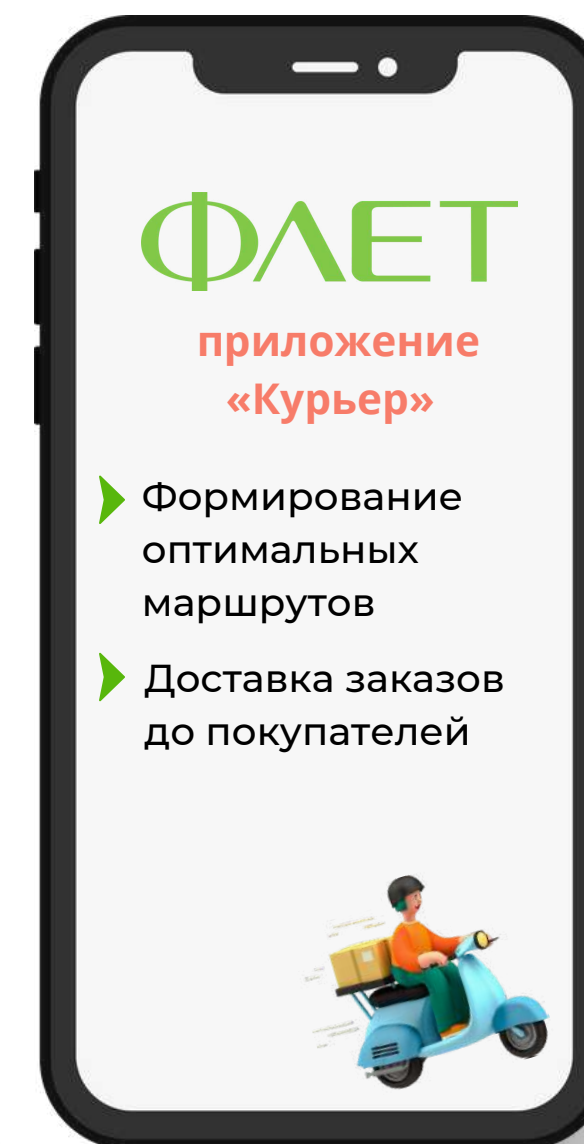 ФЛЕТ
приложение
«Курьер»
Формирование
оптимальных
маршрутов
Доставка заказов
до покупателей